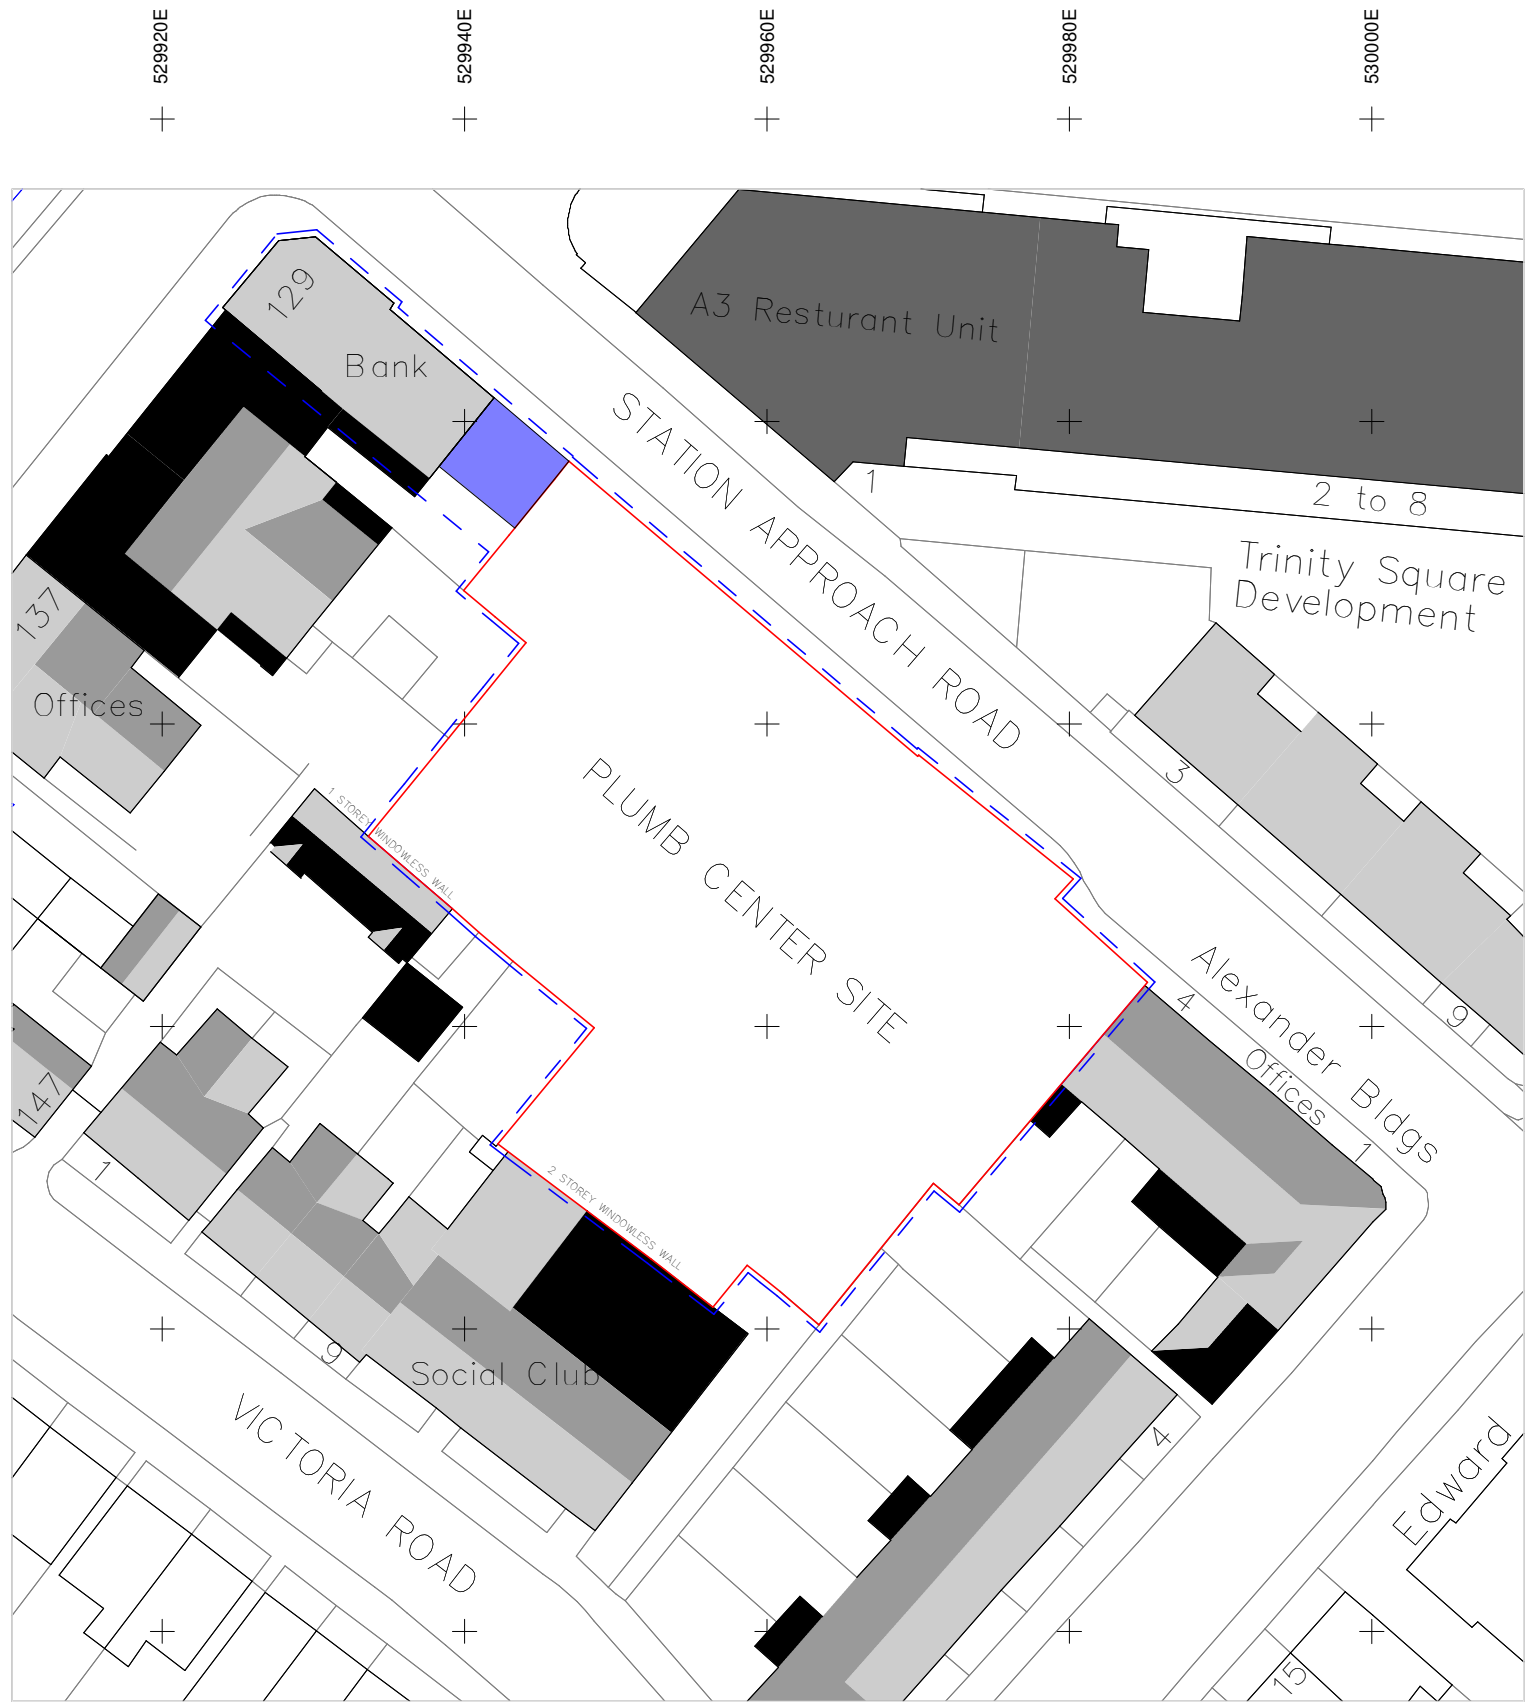 529920E
529940E
529960E
529980E
530000E
129
Bank
A3 Resturant Unit
STATION APPROACH ROAD
1
2 to 8
Trinity Square
Development
137
Offices
3
PLUMB CENTER SITE
1 STOREY WINDOWLESS WALL
9
4
Alexander Bldgs
Offices
1
147
1
2 STOREY WINDOWLESS WALL
9
Social Club
VICTORIA ROAD
4
Edward
15